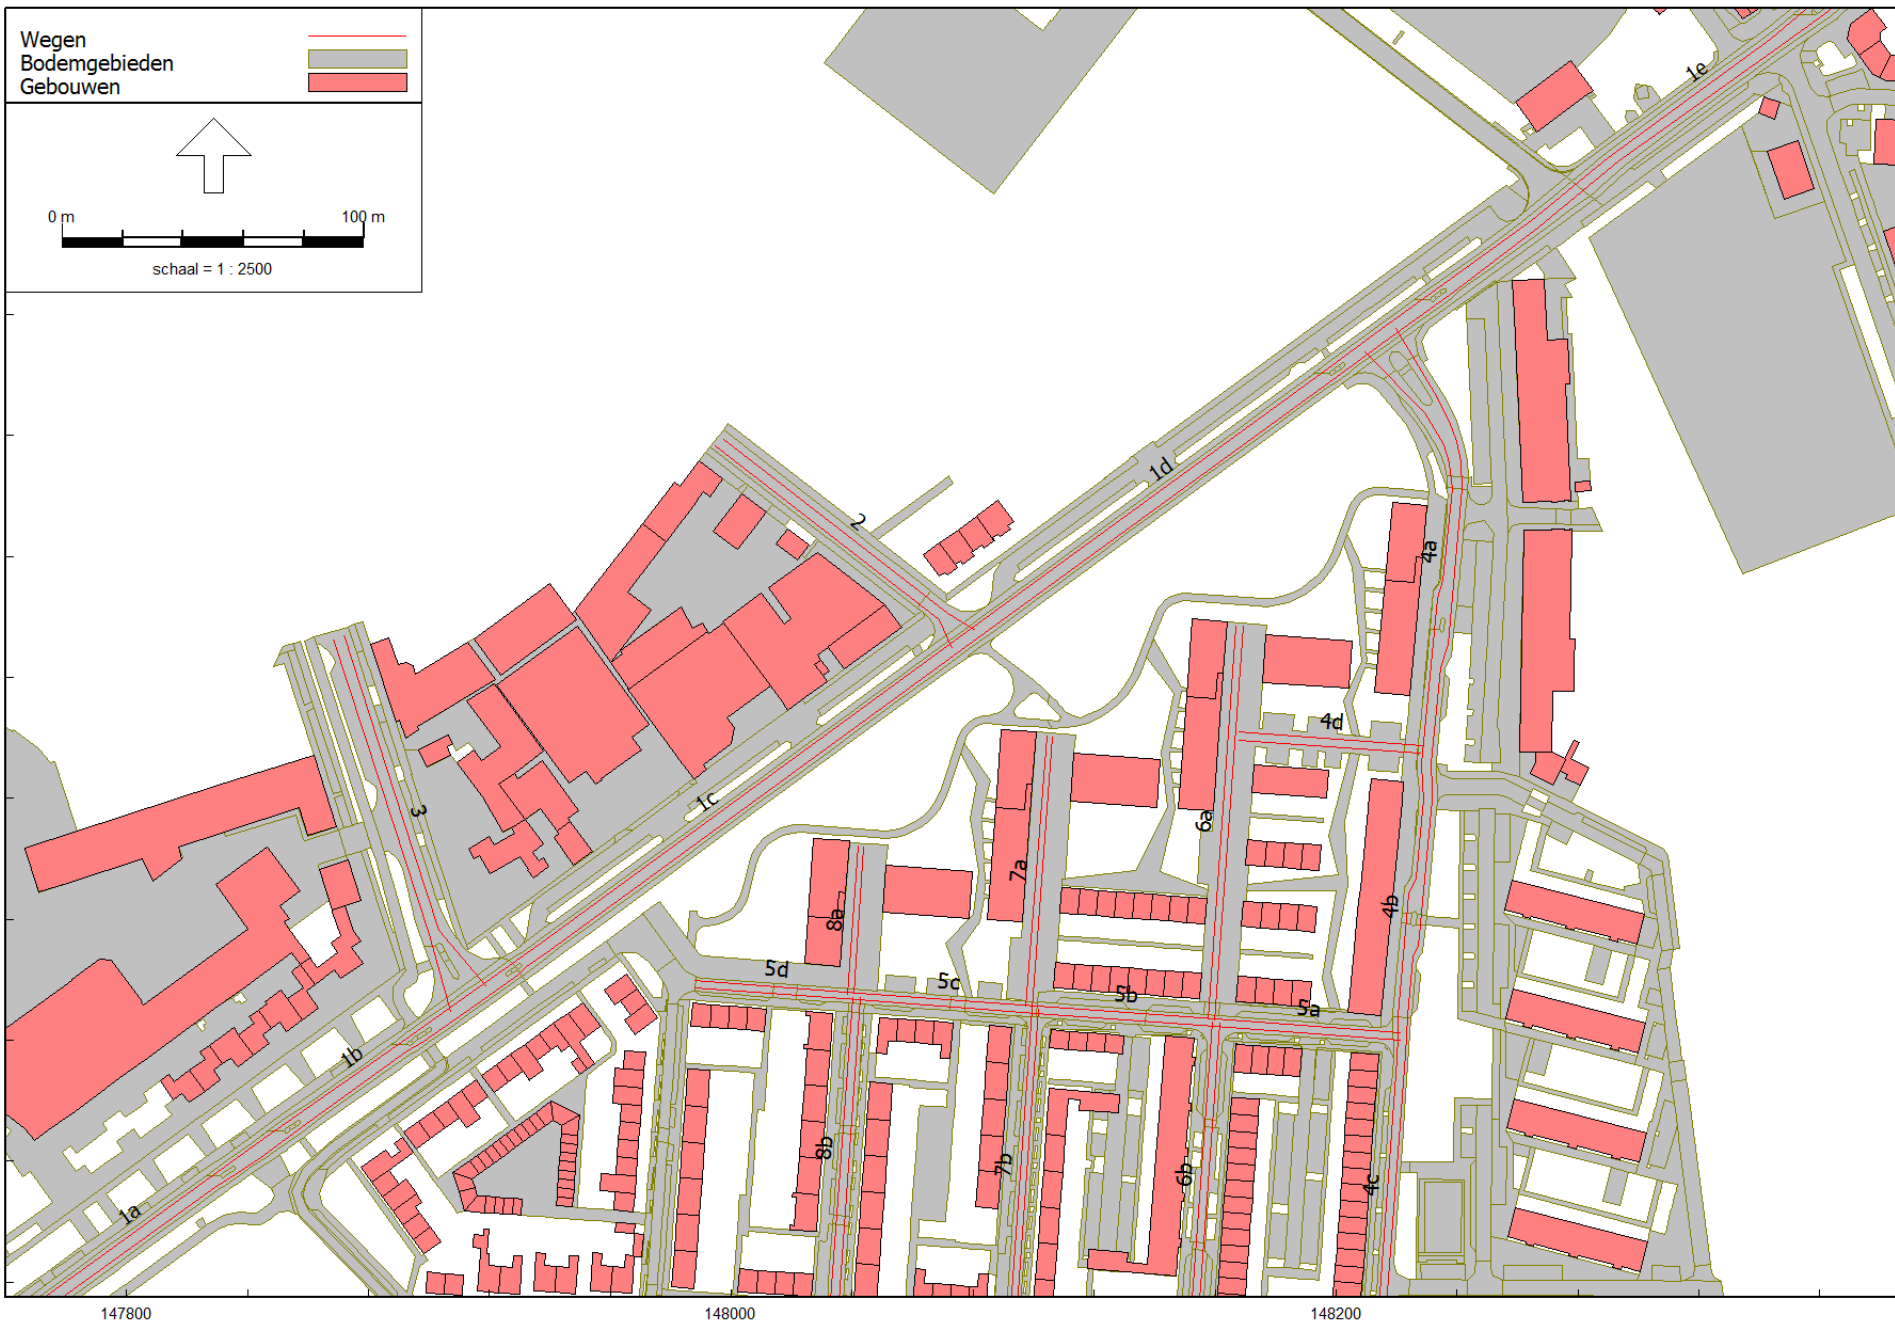 Wegen
Bodemgebieden
Gebouwen
0 m 100 m
schaal = 1 : 2500
1e
1d
2
4a
4d
1c
3
6a
7a
8a
4b
5d
5c
5b
5a
1b
8b
7b
6b
4c
1a
147800 148000 148200